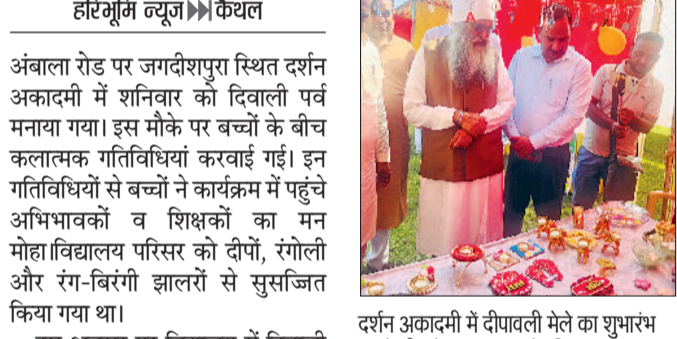 हरिभूमि न्यूज▶▶कैथल
अंबाला रोड पर जगदीशपुरा स्थित दर्शन
अकादमी में शनिवार को दिवाली पर्व
मनाया गया। इस मौके पर बच्चों के बीच
कलात्मक गतिविधियां करवाई गई। इन
गतिविधियों से बच्चों ने कार्यक्रम में पहुंचे
अभिभावकों व शिक्षकों का मन
मोहा।विद्यालय परिसर को दीपों, रंगोली
और रंग-बिरंगी झालरों से सुसज्जित
किया गया था।
दर्शन अकादमी में दीपावली मेले का शुभारंभ